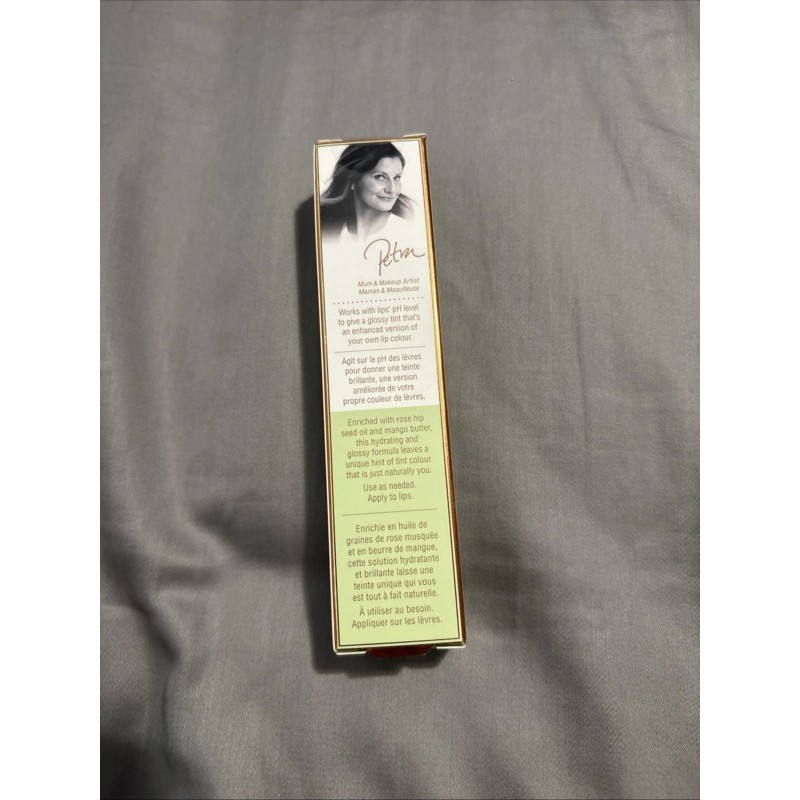 Petra
Mum & Makeup Artist
Maman & Maquilleuse
Works with lips' pH level
to give a glossy tint that's
an enhanced version of
your own lip colour.
Agit sur le pH des lèvres
pour donner une teinte
brillante, une version
améliorée de votre
propre couleur de lèvres.
Enriched with rose hip
seed oil and mango butter,
this hydrating and
glossy formula leaves a
unique hint of tint colour
that is just naturally you.
Use as needed.
Apply to lips.
Enrichie en huile de
graines de rose musquée
et en beurre de mangue,
cette solution hydratante
et brillante laisse une
teinte unique qui vous
est tout à fait naturelle.
À utiliser au besoin.
Appliquer sur les lèvres.